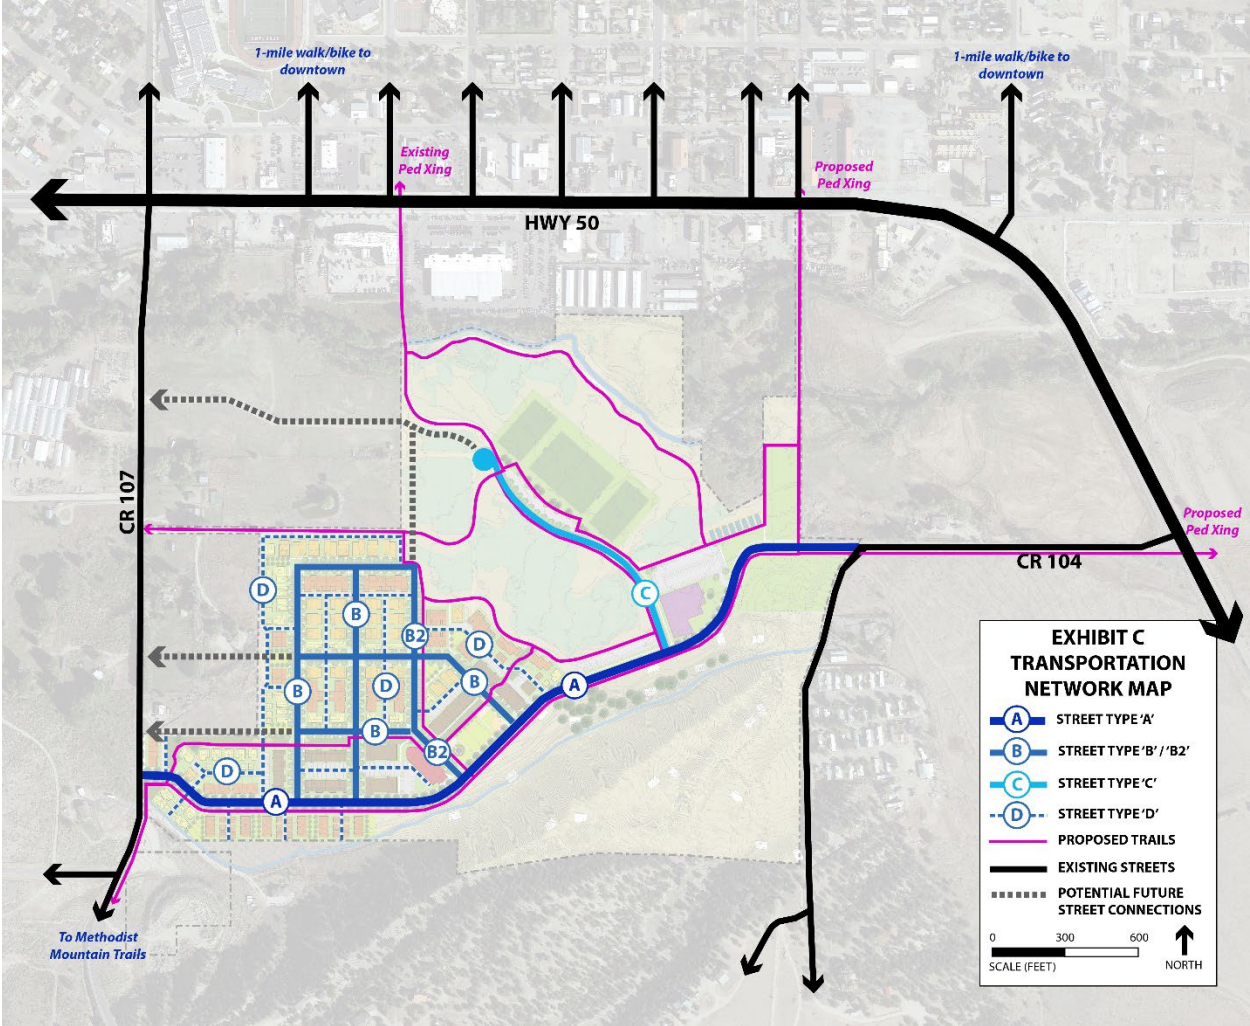 1-mile walk/bike to
downtown
1-mile walk/bike to
downtown
Existing
Ped Xing
Proposed
Ped Xing
HWY 50
CR 107
Proposed
Ped Xing
CR 104
C
D
B
B2
D
B
D
B
A
B
B2
D
A
To Methodist
Mountain Trails
EXHIBIT C
TRANSPORTATION
NETWORK MAP
A STREET TYPE 'A'
B STREET TYPE 'B' / 'B2'
C STREET TYPE 'C'
D STREET TYPE 'D'
PROPOSED TRAILS
EXISTING STREETS
POTENTIAL FUTURE
STREET CONNECTIONS
0 300 600
SCALE (FEET)
NORTH